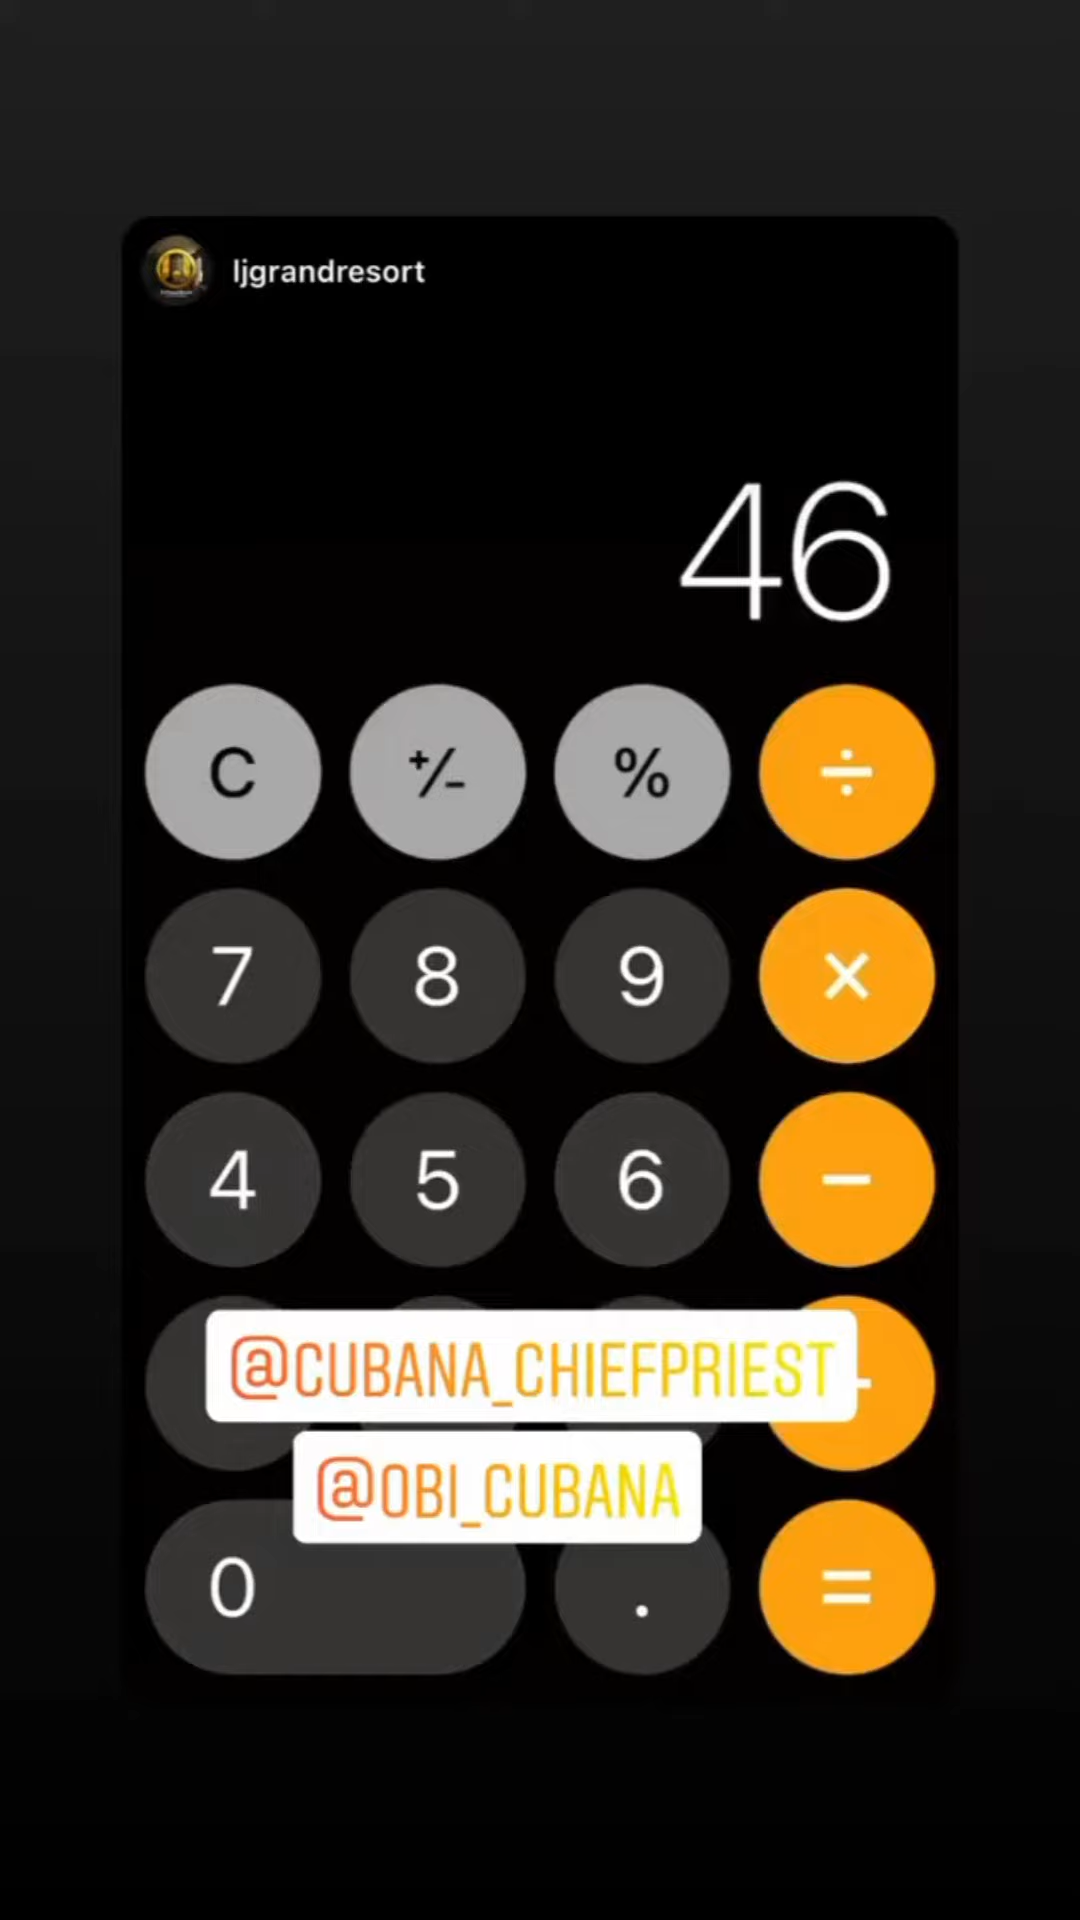 ljgrandresort
46
C +/- % ÷
7 8 9 ×
4 5 6 −
@CUBANA_CHIEFPRIEST
@OBI_CUBANA
0 . =